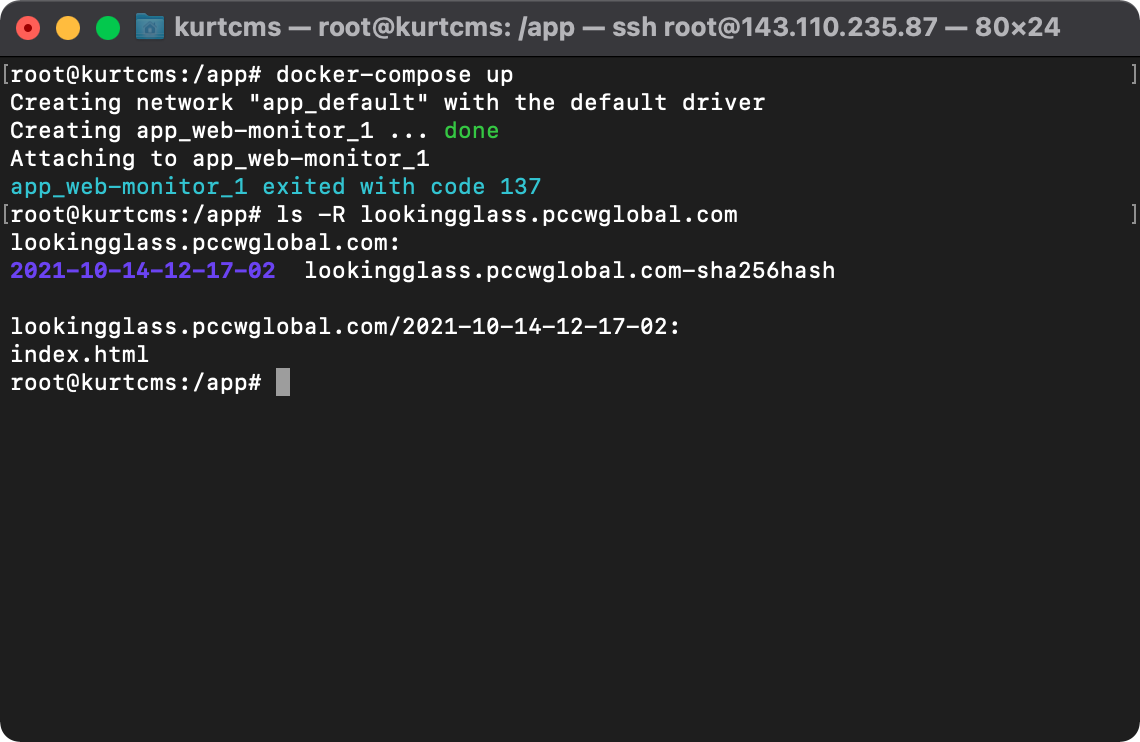 kurtcms — root@kurtcms: /app — ssh root@143.110.235.87 — 80×24
[root@kurtcms:/app# docker-compose up ]
Creating network "app_default" with the default driver
Creating app_web-monitor_1 ... done
Attaching to app_web-monitor_1
app_web-monitor_1 exited with code 137
[root@kurtcms:/app# ls -R lookingglass.pccwglobal.com ]
lookingglass.pccwglobal.com:
2021-10-14-12-17-02  lookingglass.pccwglobal.com-sha256hash
lookingglass.pccwglobal.com/2021-10-14-12-17-02:
index.html
root@kurtcms:/app#